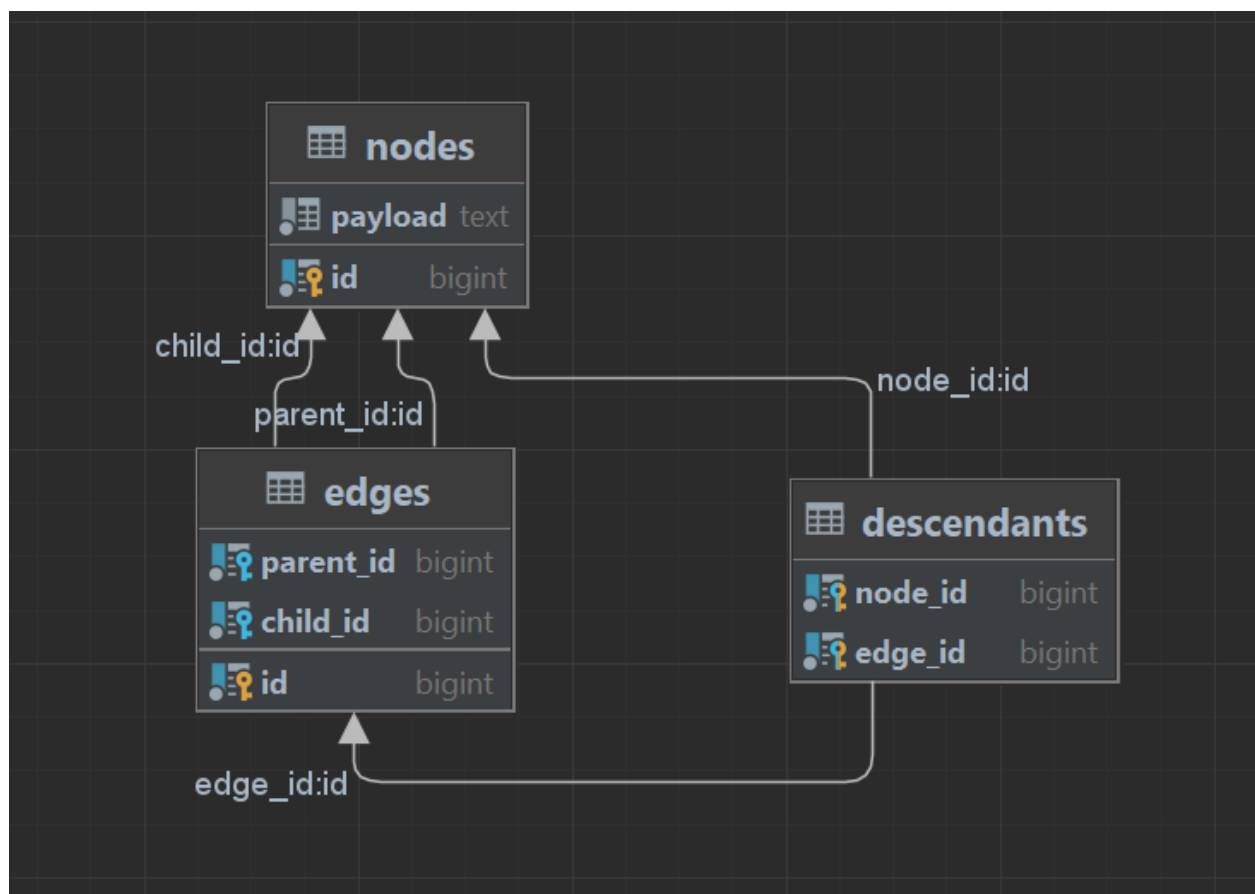 nodes
payload text
id bigint
child_id:id
parent_id:id
node_id:id
edges
parent_id bigint
child_id bigint
id bigint
descendants
node_id bigint
edge_id bigint
edge_id:id